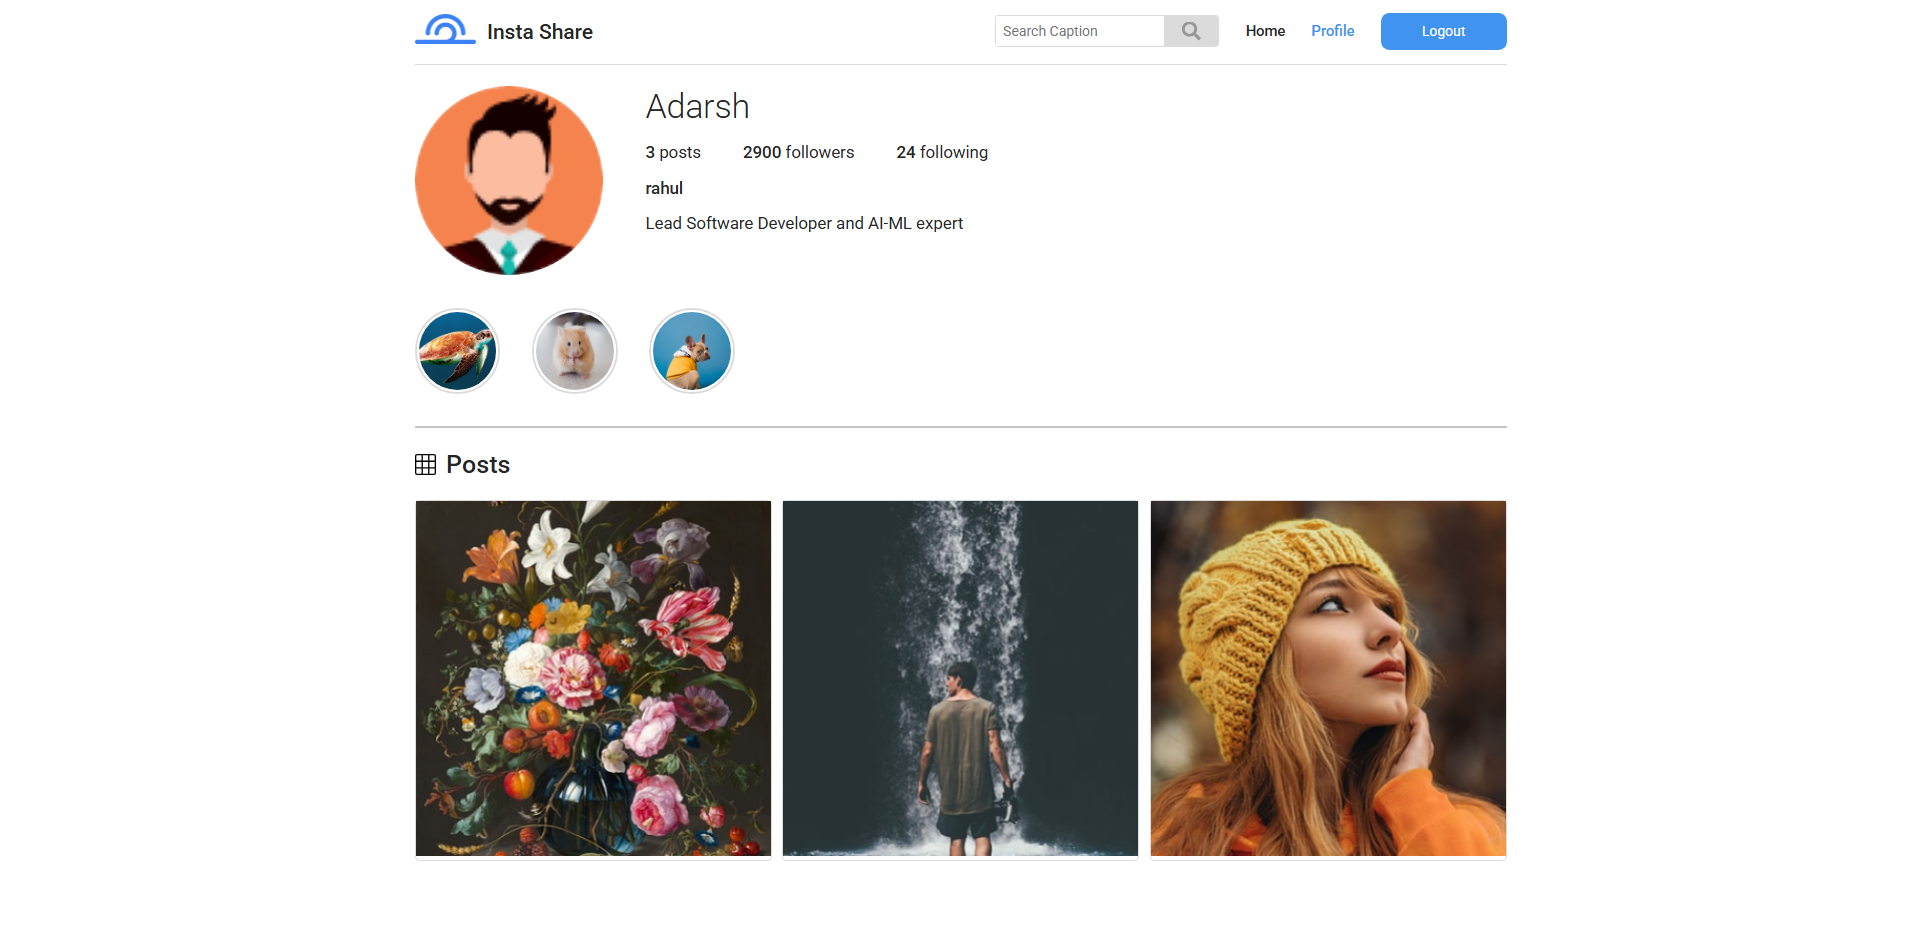 Insta Share
Search Caption
Home
Profile
Logout
Adarsh
3 posts
2900 followers
24 following
rahul
Lead Software Developer and AI-ML expert
Posts